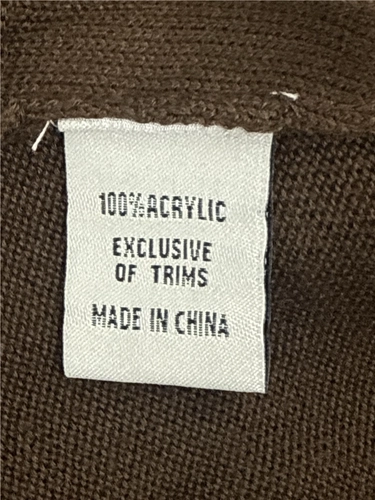 100% ACRYLIC
EXCLUSIVE
OF TRIMS
MADE IN CHINA